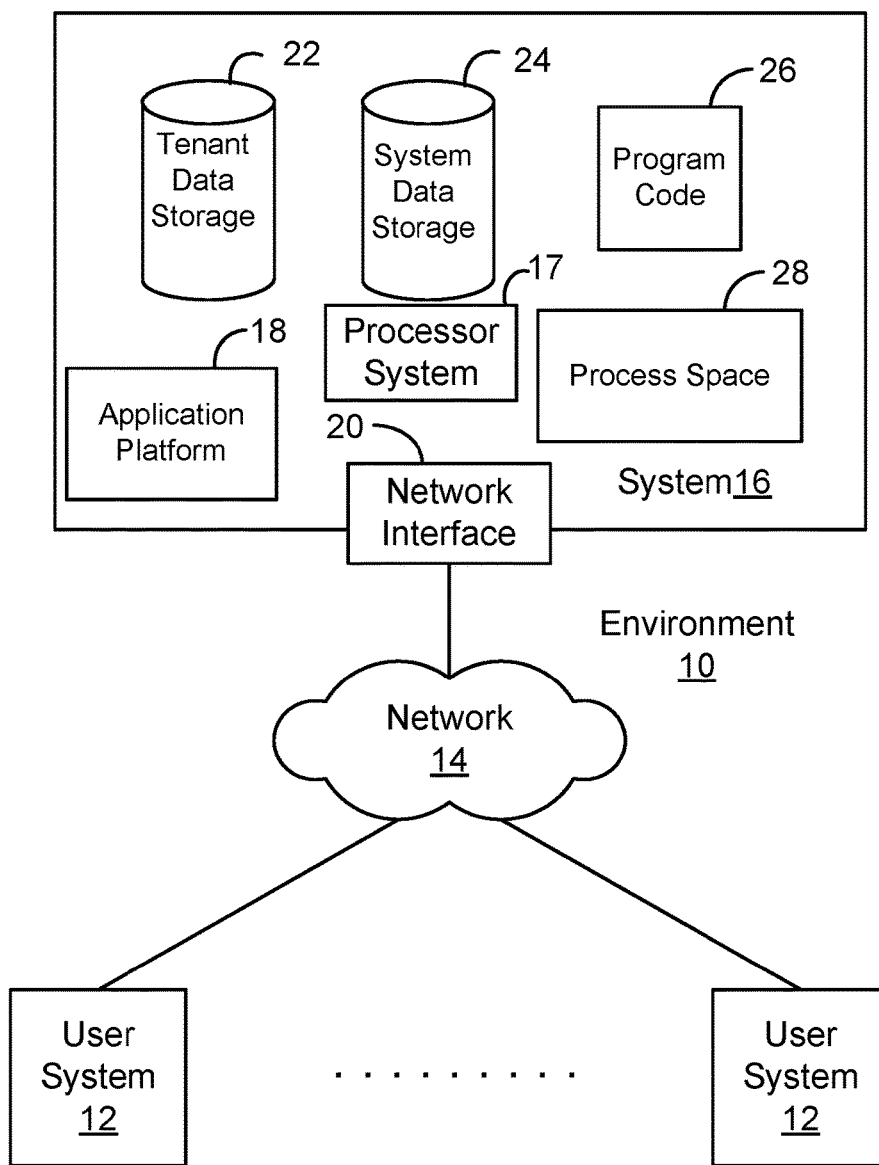 22
24
26
Tenant
Data
Storage
System
Data
Storage
Program
Code
17
28
18
Processor
System
Process Space
Application
Platform
20
Network
Interface
System16
Environment
10
Network
14
User
System
12
. . . . . . . . .
User
System
12